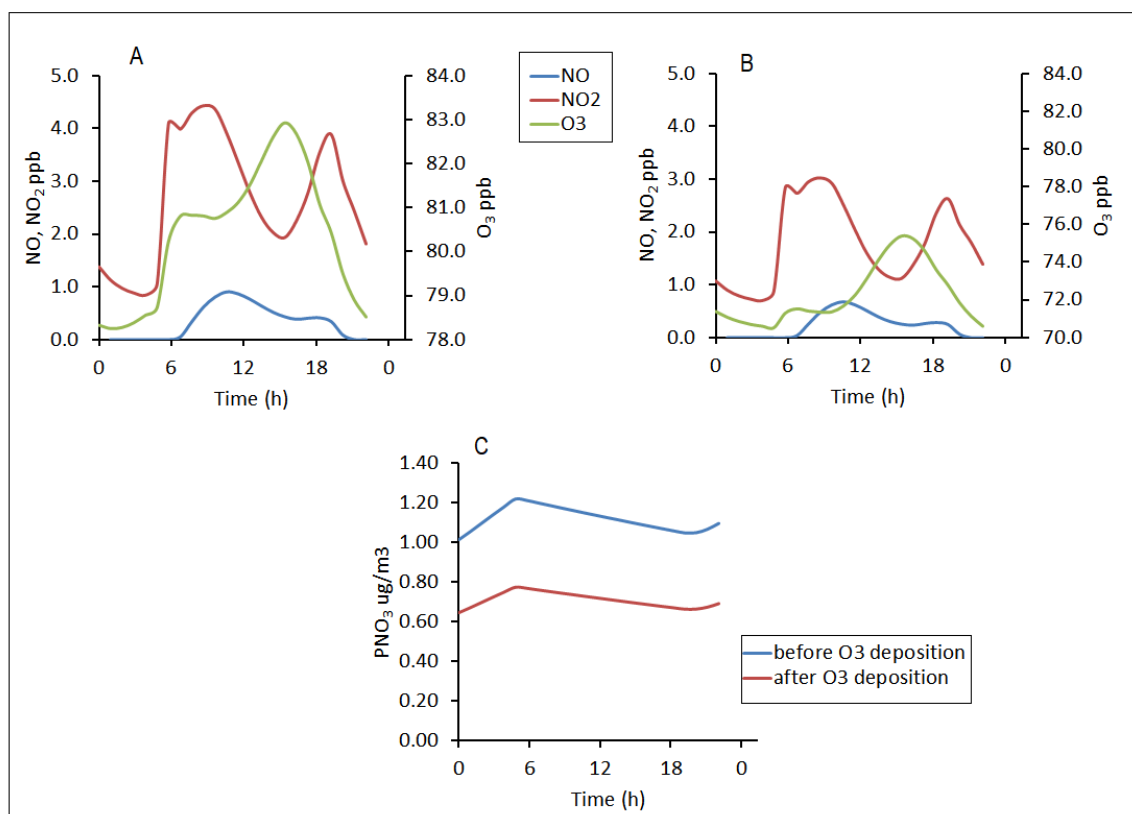 A
5.0
4.0
3.0
2.0
1.0
0.0
NO, NO2 ppb
84.0
83.0
82.0
81.0
80.0
79.0
78.0
O3 ppb
0 6 12 18 0
Time (h)
NO
NO2
O3
B
5.0
4.0
3.0
2.0
1.0
0.0
NO, NO2 ppb
84.0
82.0
80.0
78.0
76.0
74.0
72.0
70.0
O3 ppb
0 6 12 18 0
Time (h)
C
1.40
1.20
1.00
0.80
0.60
0.40
0.20
0.00
PNO3 ug/m3
0 6 12 18 0
Time (h)
before O3 deposition
after O3 deposition